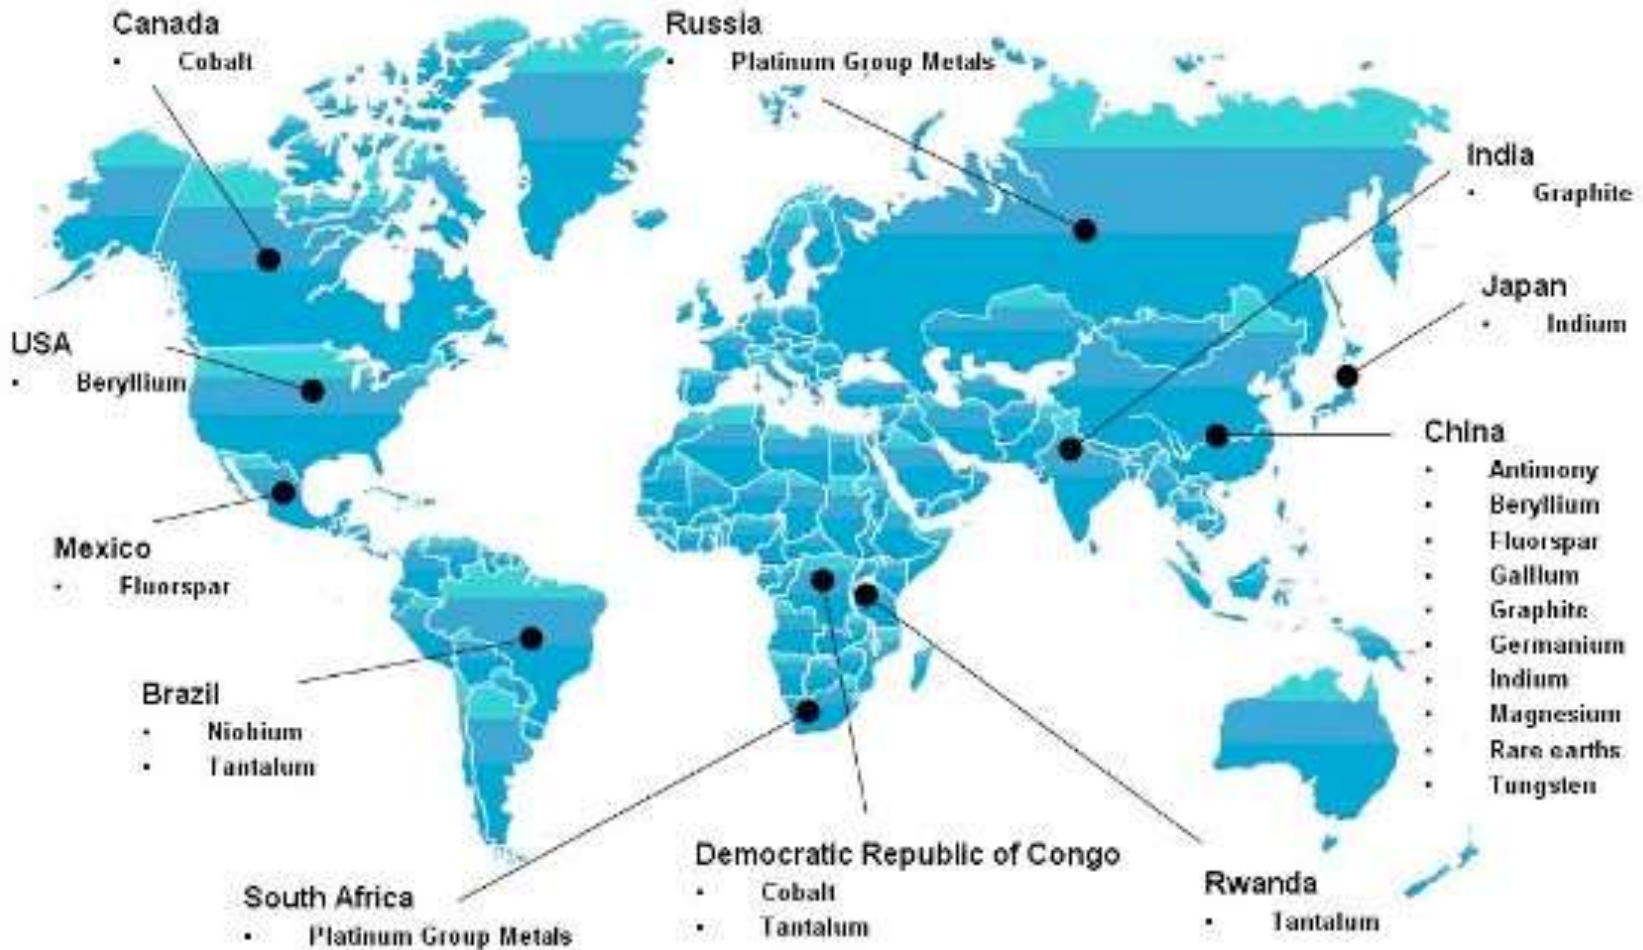 Canada
• Cobalt
Russia
• Platinum Group Metals
India
• Graphite
Japan
• Indium
USA
• Beryllium
China
• Antimony
• Beryllium
• Fluorspar
• Gallium
• Graphite
• Germanium
• Indium
• Magnesium
• Rare earths
• Tungsten
Mexico
• Fluorspar
Brazil
• Niobium
• Tantalum
South Africa
• Platinum Group Metals
Democratic Republic of Congo
• Cobalt
• Tantalum
Rwanda
• Tantalum